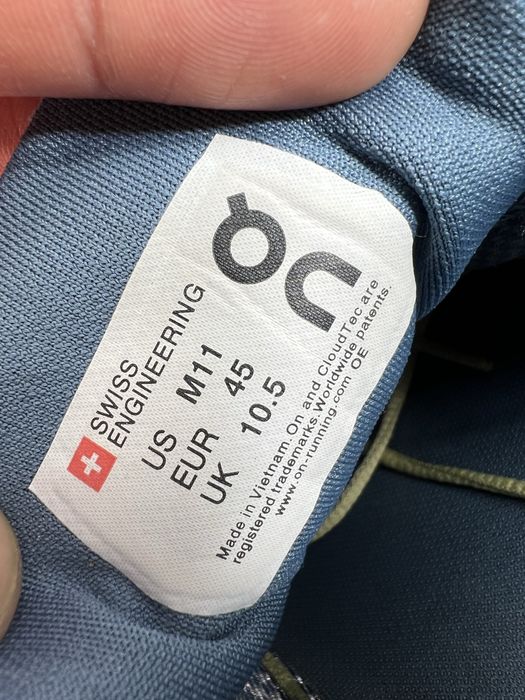 On
SWISS
ENGINEERING
US M11
EUR 45
UK 10.5
Made in Vietnam. On and CloudTec are
registered trademarks. Worldwide patents.
www.on-running.com OE